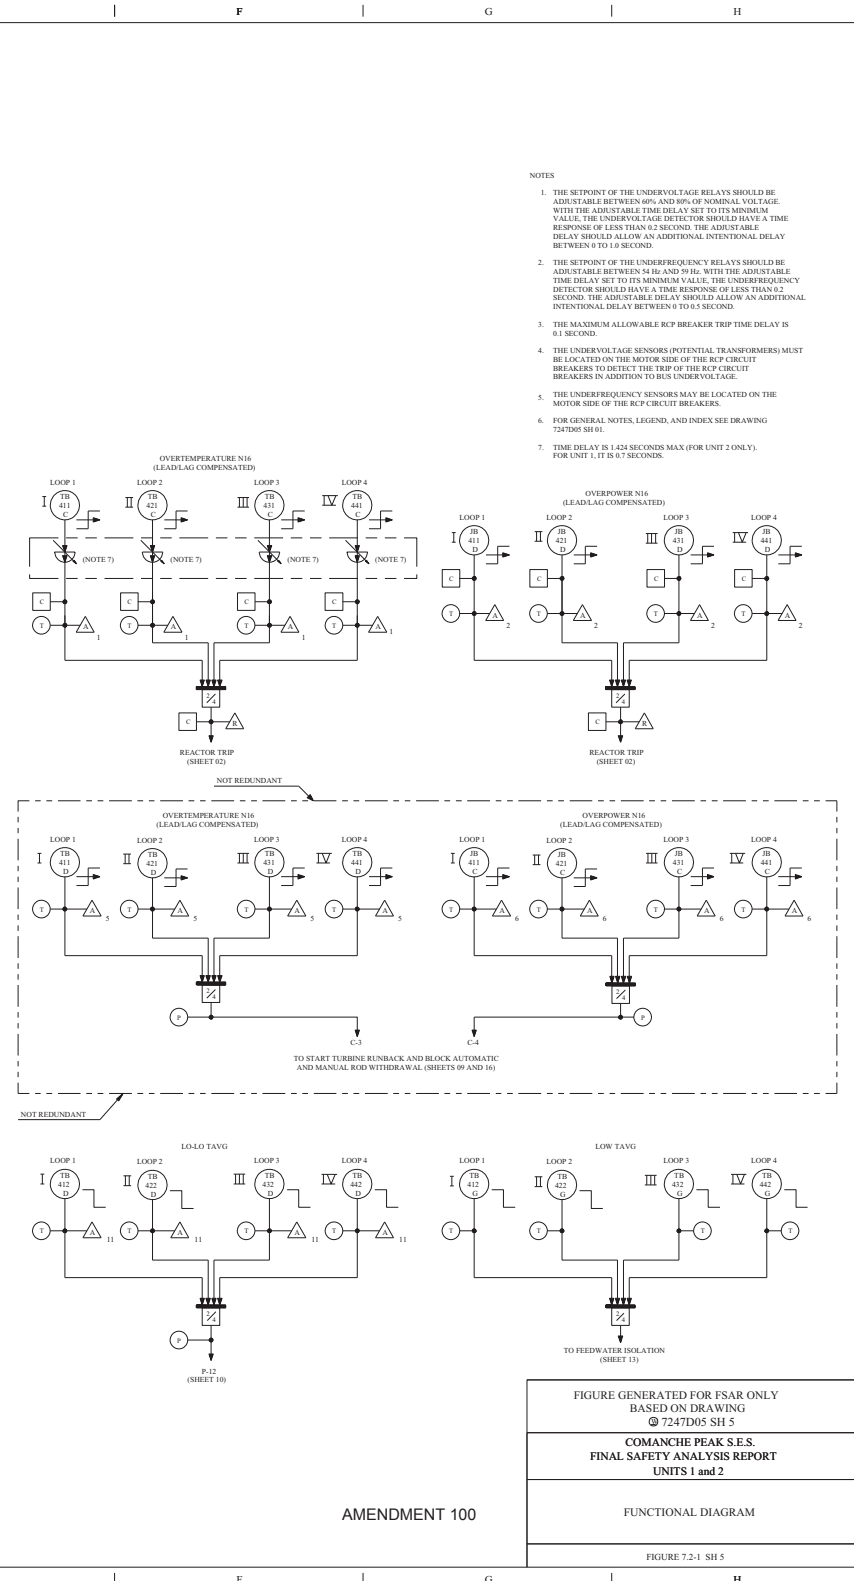 F
G
H
NOTES
1. THE SETPOINT OF THE UNDERVOLTAGE RELAYS SHOULD BE
ADJUSTABLE BETWEEN 60% AND 80% OF NOMINAL VOLTAGE.
WITH THE ADJUSTABLE TIME DELAY SET TO ITS MINIMUM
VALUE, THE UNDERVOLTAGE DETECTOR SHOULD HAVE A TIME
RESPONSE OF LESS THAN 0.2 SECOND. THE ADJUSTABLE
DELAY SHOULD ALLOW AN ADDITIONAL INTENTIONAL DELAY
BETWEEN 0 TO 1.0 SECOND.
2. THE SETPOINT OF THE UNDERFREQUENCY RELAYS SHOULD BE
ADJUSTABLE BETWEEN 54 Hz AND 59 Hz. WITH THE ADJUSTABLE
TIME DELAY SET TO ITS MINIMUM VALUE, THE UNDERFREQUENCY
DETECTOR SHOULD HAVE A TIME RESPONSE OF LESS THAN 0.2
SECOND. THE ADJUSTABLE DELAY SHOULD ALLOW AN ADDITIONAL
INTENTIONAL DELAY BETWEEN 0 TO 0.5 SECOND.
3. THE MAXIMUM ALLOWABLE RCP BREAKER TRIP TIME DELAY IS
0.1 SECOND.
4. THE UNDERVOLTAGE SENSORS (POTENTIAL TRANSFORMERS) MUST
BE LOCATED ON THE MOTOR SIDE OF THE RCP CIRCUIT
BREAKERS TO DETECT THE TRIP OF THE RCP CIRCUIT
BREAKERS IN ADDITION TO BUS UNDERVOLTAGE.
5. THE UNDERFREQUENCY SENSORS MAY BE LOCATED ON THE
MOTOR SIDE OF THE RCP CIRCUIT BREAKERS.
6. FOR GENERAL NOTES, LEGEND, AND INDEX SEE DRAWING
7247D05 SH 01.
7. TIME DELAY IS 1.424 SECONDS MAX (FOR UNIT 2 ONLY).
FOR UNIT 1, IT IS 0.7 SECONDS.
OVERTEMPERATURE N16
(LEAD/LAG COMPENSATED)
LOOP 1 LOOP 2 LOOP 3 LOOP 4
I TB 411 C II TB 421 C III TB 431 C IV TB 441 C
(NOTE 7) (NOTE 7) (NOTE 7) (NOTE 7)
C C C C
T A 1 T A 1 T A 1 T A 1
2/4
C R
REACTOR TRIP
(SHEET 02)
OVERPOWER N16
(LEAD/LAG COMPENSATED)
LOOP 1 LOOP 2 LOOP 3 LOOP 4
I JB 411 D II JB 421 D III JB 431 D IV JB 441 D
C C C C
T A 2 T A 2 T A 2 T A 2
2/4
C R
REACTOR TRIP
(SHEET 02)
NOT REDUNDANT
OVERTEMPERATURE N16
(LEAD/LAG COMPENSATED)
LOOP 1 LOOP 2 LOOP 3 LOOP 4
I TB 411 D II TB 421 D III TB 431 D IV TB 441 D
T A 5 T A 5 T A 5 T A 5
2/4
P
C-3
OVERPOWER N16
(LEAD/LAG COMPENSATED)
LOOP 1 LOOP 2 LOOP 3 LOOP 4
I JB 411 C II JB 421 C III JB 431 C IV JB 441 C
T A 6 T A 6 T A 6 T A 6
2/4
P
C-4
TO START TURBINE RUNBACK AND BLOCK AUTOMATIC
AND MANUAL ROD WITHDRAWAL (SHEETS 09 AND 16)
NOT REDUNDANT
LO-LO TAVG
LOOP 1 LOOP 2 LOOP 3 LOOP 4
I TB 412 D II TB 422 D III TB 432 D IV TB 442 D
T A 11 T A 11 T A 11 T A 11
2/4
P
P-12
(SHEET 10)
LOW TAVG
LOOP 1 LOOP 2 LOOP 3 LOOP 4
I TB 412 G II TB 422 G III TB 432 G IV TB 442 G
T T T T
2/4
TO FEEDWATER ISOLATION
(SHEET 13)
FIGURE GENERATED FOR FSAR ONLY
BASED ON DRAWING
7247D05 SH 5
COMANCHE PEAK S.E.S.
FINAL SAFETY ANALYSIS REPORT
UNITS 1 and 2
AMENDMENT 100
FUNCTIONAL DIAGRAM
FIGURE 7.2-1 SH 5
F
G
H